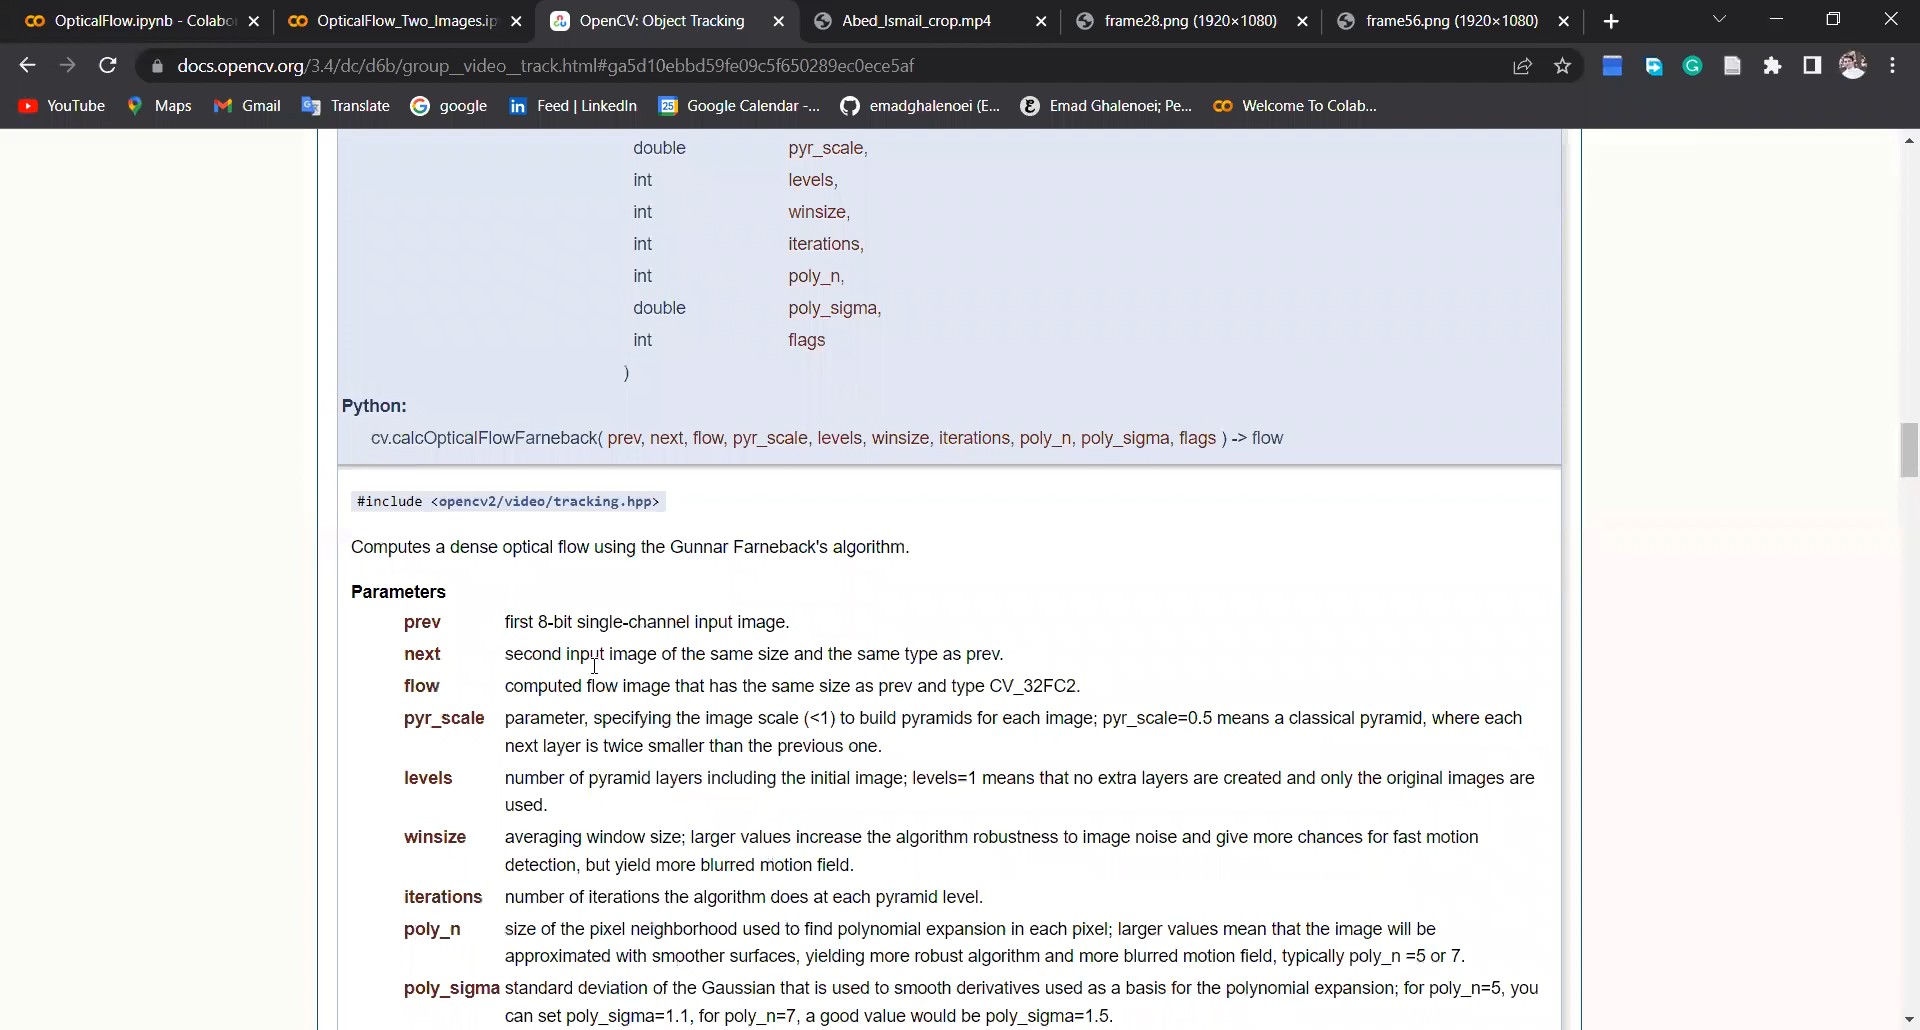 OpticalFlow.ipynb - Colabo
OpticalFlow_Two_Images.ip
OpenCV: Object Tracking
Abed_Ismail_crop.mp4
frame28.png (1920×1080)
frame56.png (1920×1080)
docs.opencv.org/3.4/dc/d6b/group__video__track.html#ga5d10ebbd59fe09c5f650289ec0ece5af
YouTube
Maps
Gmail
Translate
google
Feed | LinkedIn
Google Calendar -...
emadghalenoei (E...
Emad Ghalenoei; Pe...
Welcome To Colab...
double pyr_scale,
int levels,
int winsize,
int iterations,
int poly_n,
double poly_sigma,
int flags
)
Python:
cv.calcOpticalFlowFarneback( prev, next, flow, pyr_scale, levels, winsize, iterations, poly_n, poly_sigma, flags ) -> flow
#include <opencv2/video/tracking.hpp>
Computes a dense optical flow using the Gunnar Farneback's algorithm.
Parameters
prev first 8-bit single-channel input image.
next second input image of the same size and the same type as prev.
flow computed flow image that has the same size as prev and type CV_32FC2.
pyr_scale parameter, specifying the image scale (<1) to build pyramids for each image; pyr_scale=0.5 means a classical pyramid, where each
next layer is twice smaller than the previous one.
levels number of pyramid layers including the initial image; levels=1 means that no extra layers are created and only the original images are
used.
winsize averaging window size; larger values increase the algorithm robustness to image noise and give more chances for fast motion
detection, but yield more blurred motion field.
iterations number of iterations the algorithm does at each pyramid level.
poly_n size of the pixel neighborhood used to find polynomial expansion in each pixel; larger values mean that the image will be
approximated with smoother surfaces, yielding more robust algorithm and more blurred motion field, typically poly_n =5 or 7.
poly_sigma standard deviation of the Gaussian that is used to smooth derivatives used as a basis for the polynomial expansion; for poly_n=5, you
can set poly_sigma=1.1, for poly_n=7, a good value would be poly_sigma=1.5.